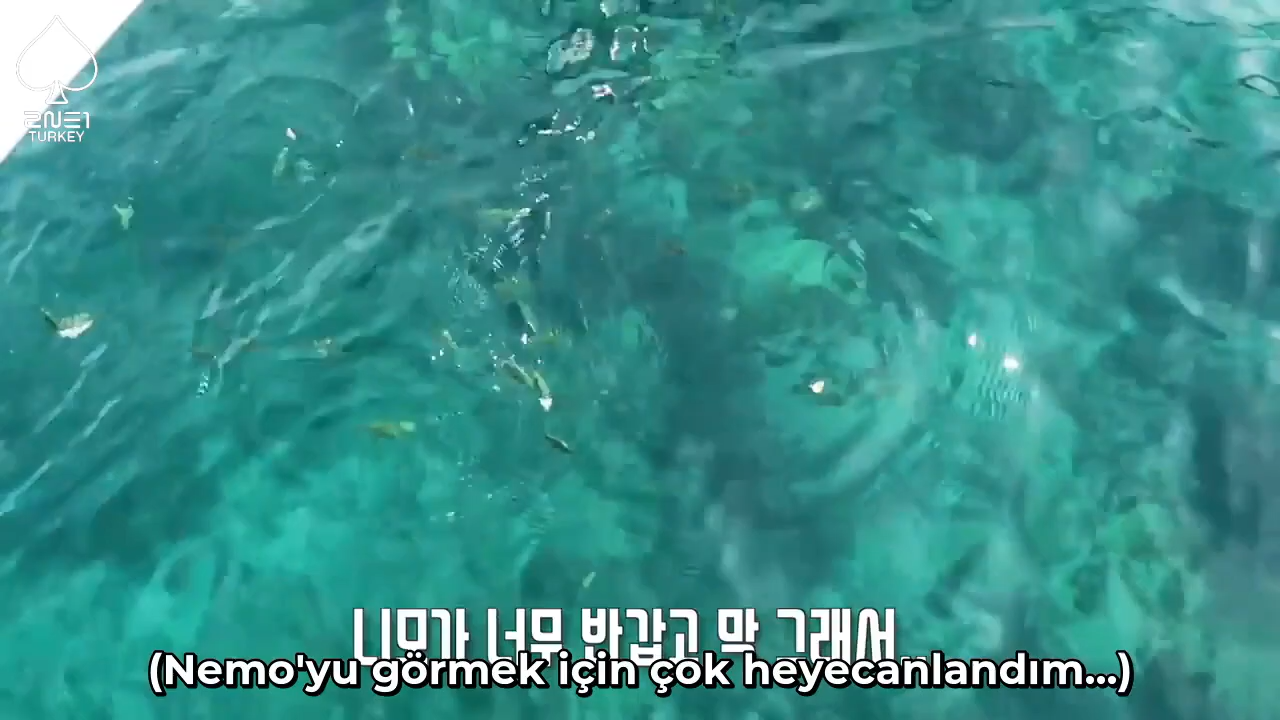 2NE1
TURKEY
니모가 너무 반갑고 막 그래서
(Nemo'yu görmek için çok heyecanlandım...)